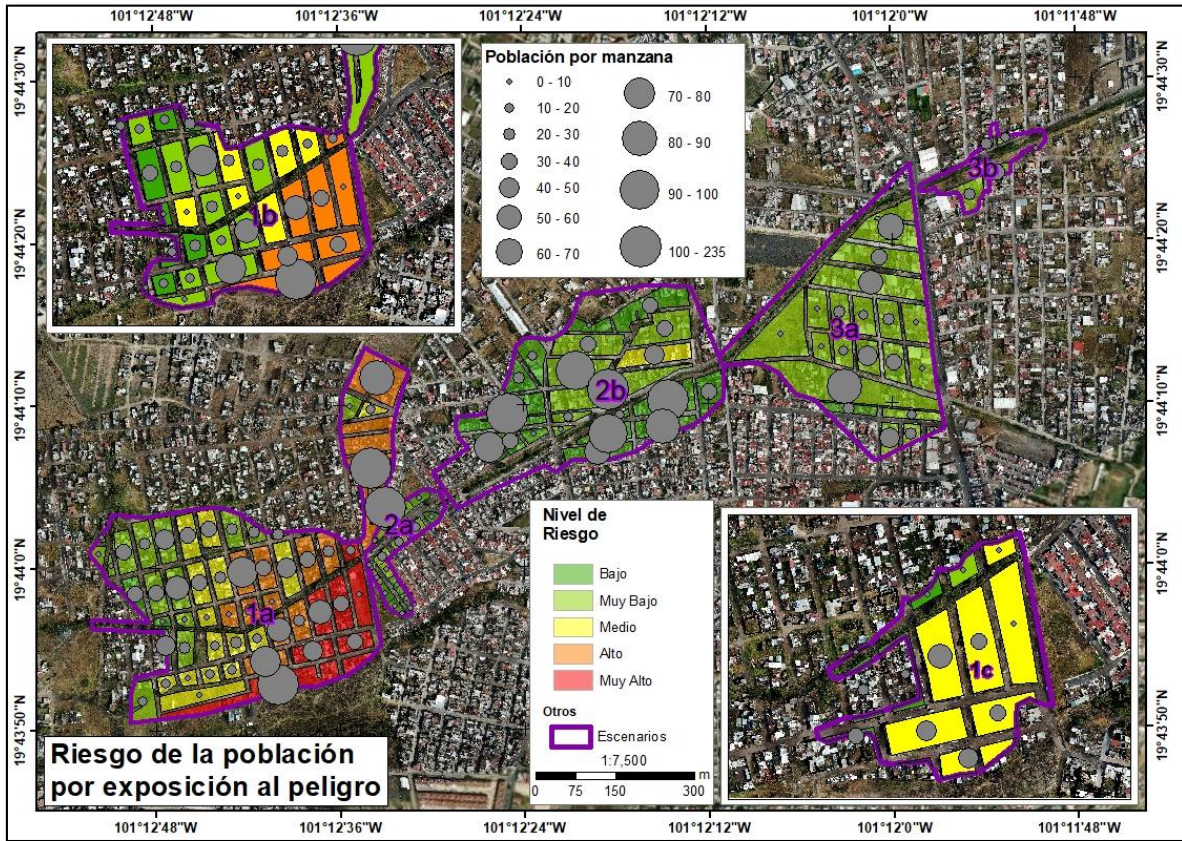 101°12'48"W
101°12'36"W
101°12'24"W
101°12'12"W
101°12'0"W
101°11'48"W
19°44'30"N
19°44'20"N
19°44'10"N
19°44'0"N
19°43'50"N
Población por manzana
0 - 10
10 - 20
20 - 30
30 - 40
40 - 50
50 - 60
60 - 70
70 - 80
80 - 90
90 - 100
100 - 235
1b
3b
3a
2b
2a
1a
1c
Nivel de
Riesgo
Bajo
Muy Bajo
Medio
Alto
Muy Alto
Otros
Escenarios
1:7,500
m
0 75 150 300
Riesgo de la población
por exposición al peligro
19°44'30"N
19°44'20"N
19°44'10"N
19°44'0"N
19°43'50"N
101°12'48"W
101°12'36"W
101°12'24"W
101°12'12"W
101°12'0"W
101°11'48"W